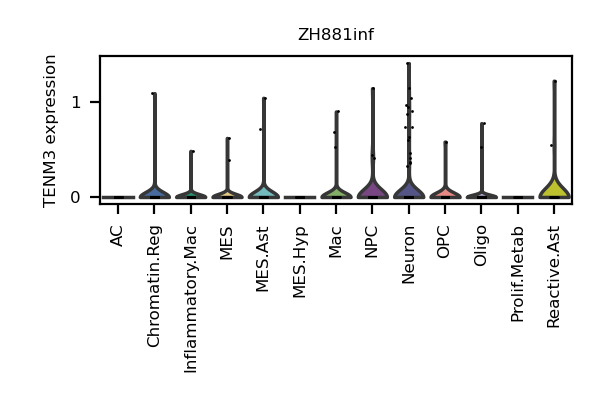 ZH881inf
TENM3 expression
1
0
AC
Chromatin.Reg
Inflammatory.Mac
MES
MES.Ast
MES.Hyp
Mac
NPC
Neuron
OPC
Oligo
Prolif.Metab
Reactive.Ast